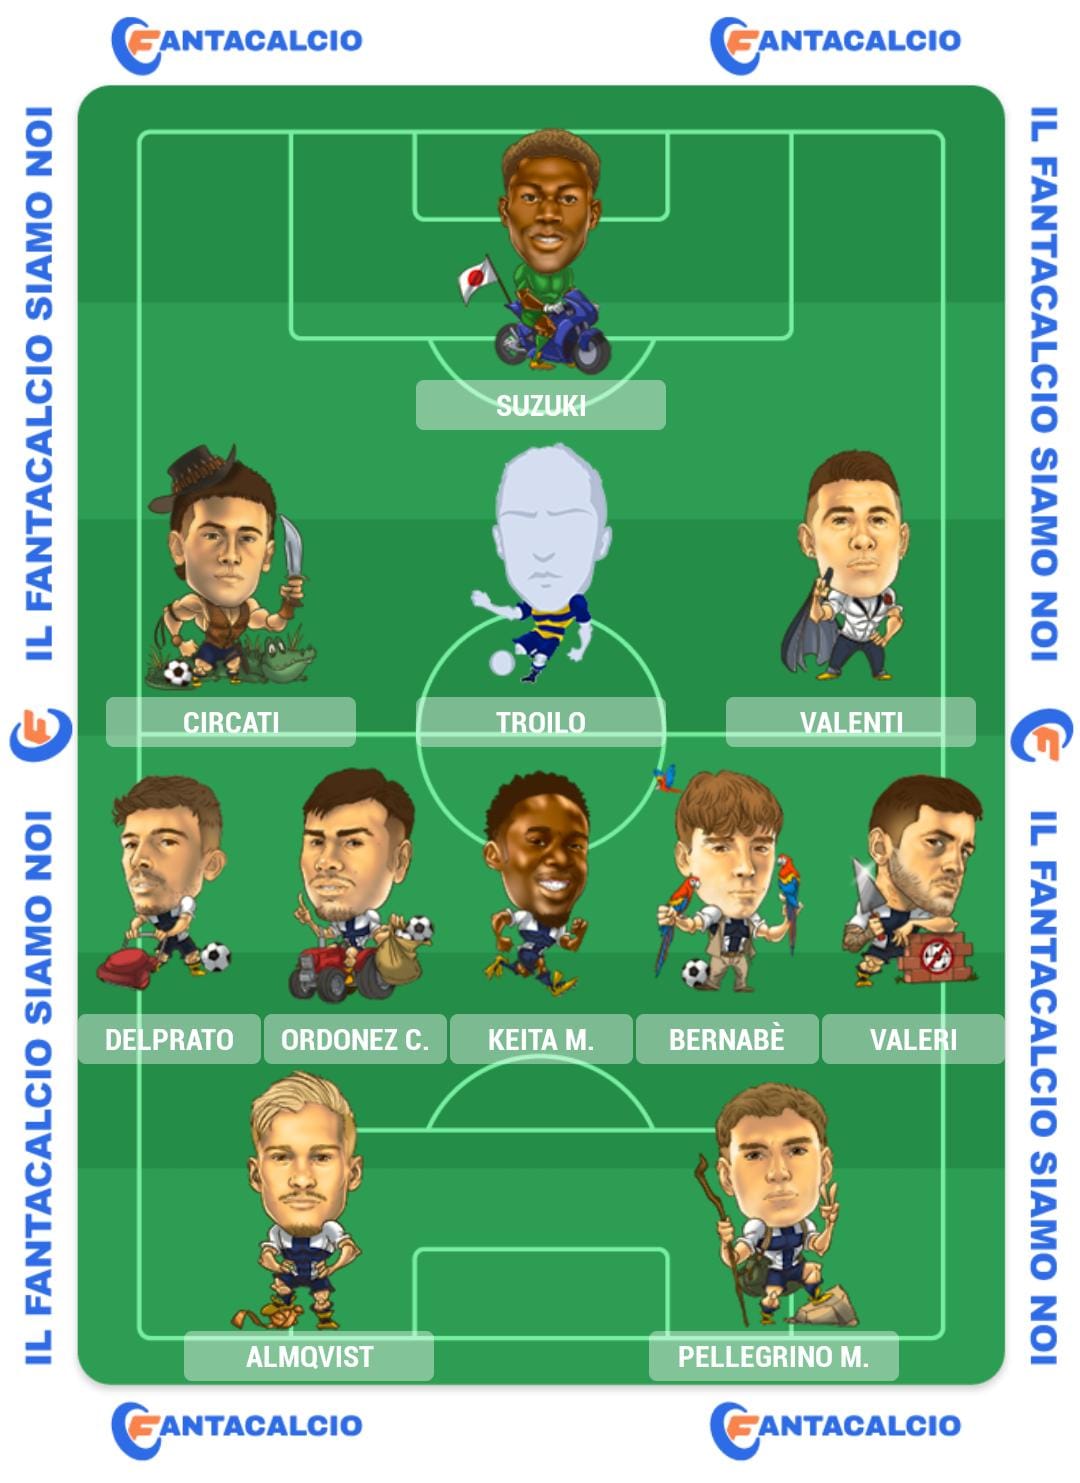 FANTACALCIO
FANTACALCIO
IL FANTACALCIO SIAMO NOI
IL FANTACALCIO SIAMO NOI
SUZUKI
CIRCATI
TROILO
VALENTI
DELPRATO
ORDONEZ C.
KEITA M.
BERNABÈ
VALERI
IL FANTACALCIO SIAMO NOI
IL FANTACALCIO SIAMO NOI
ALMQVIST
PELLEGRINO M.
FANTACALCIO
FANTACALCIO